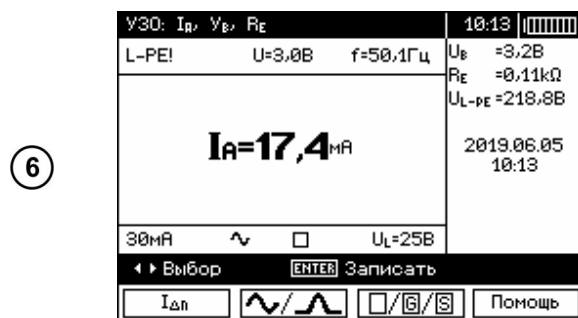 УЗО: IA, УB, RE 10:13
L-PE! U=3,0В f=50,1Гц
UB =3,2В
RE =0,11kΩ
UL-PE =218,8В
IA=17,4мА
2019.06.05
10:13
6
30мА UL=25В
Выбор ENTER Записать
IΔn / /G/S Помощь